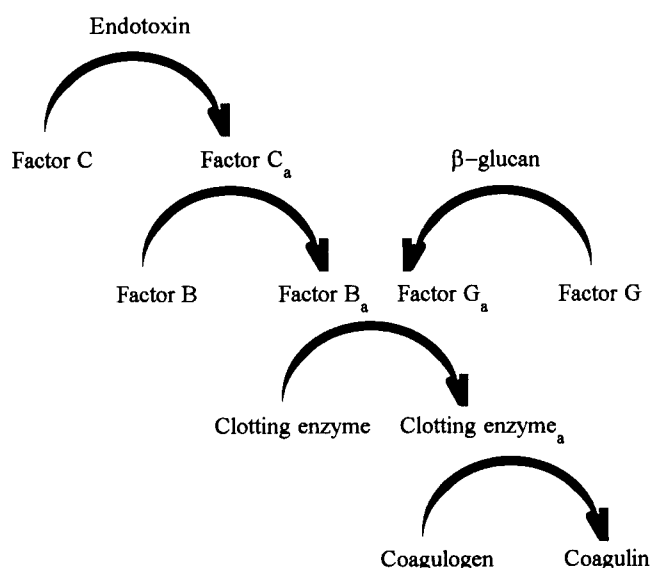 Endotoxin
Factor C Factor Cₐ β-glucan
Factor B Factor Bₐ Factor Gₐ Factor G
Clotting enzyme Clotting enzymeₐ
Coagulogen Coagulin